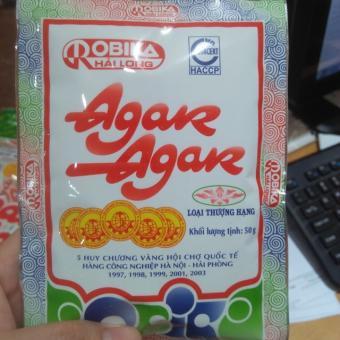 ROBIKA
HẢI LONG
HACCP
Agar
Agar
LOẠI THƯỢNG HẠNG
Khối lượng tịnh: 50g
5 HUY CHƯƠNG VÀNG HỘI CHỢ QUỐC TẾ
HÀNG CÔNG NGHIỆP HÀ NỘI - HẢI PHÒNG
1997, 1998, 1999, 2001, 2003